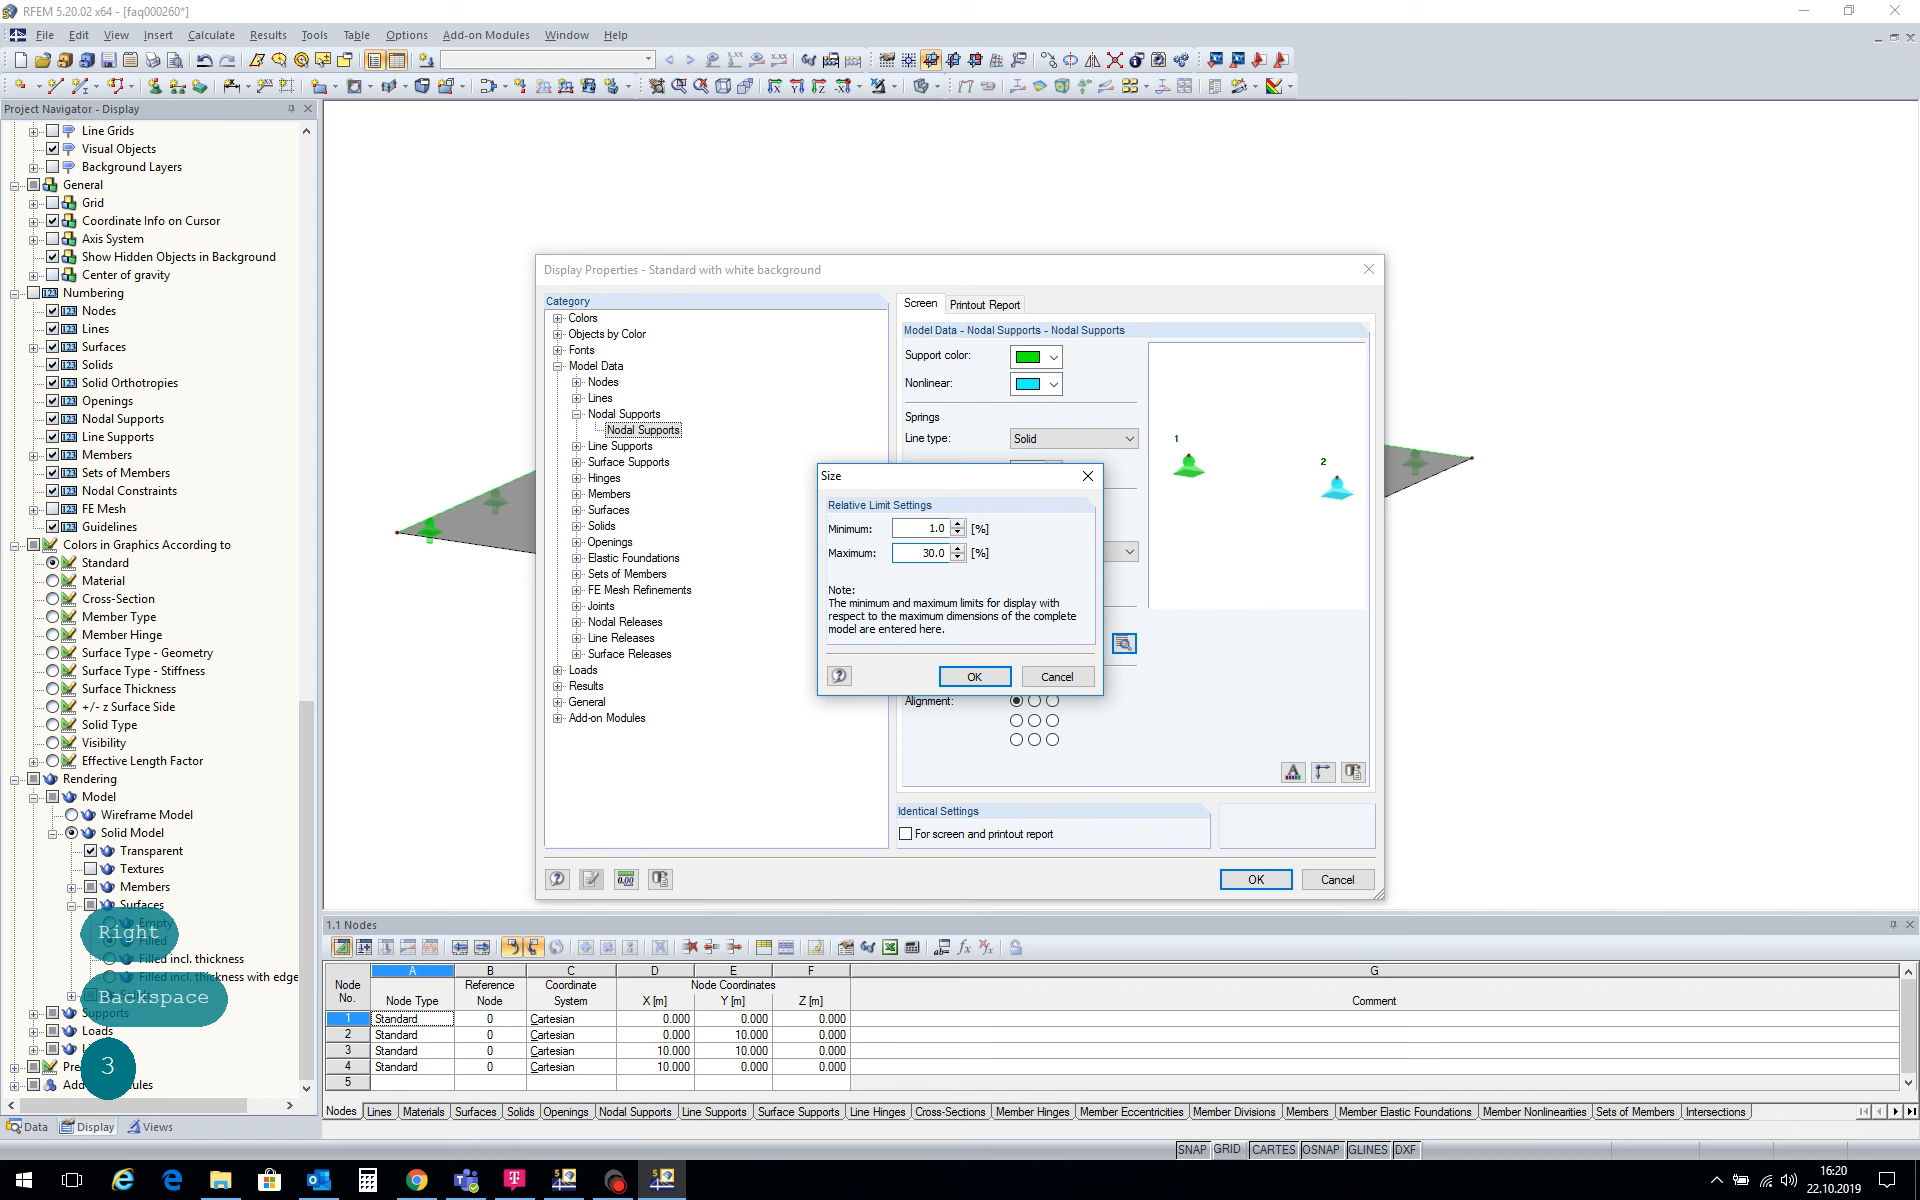 RFEM 5.20.02 x64 - [faq000260*]
File Edit View Insert Calculate Results Tools Table Options Add-on Modules Window Help
Project Navigator - Display
Line Grids
Visual Objects
Background Layers
General
Grid
Coordinate Info on Cursor
Axis System
Show Hidden Objects in Background
Center of gravity
Numbering
Nodes
Lines
Surfaces
Solids
Solid Orthotropies
Openings
Nodal Supports
Line Supports
Members
Sets of Members
Nodal Constraints
FE Mesh
Guidelines
Colors in Graphics According to
Standard
Material
Cross-Section
Member Type
Member Hinge
Surface Type - Geometry
Surface Type - Stiffness
Surface Thickness
+/- z Surface Side
Solid Type
Visibility
Effective Length Factor
Rendering
Model
Wireframe Model
Solid Model
Transparent
Textures
Members
Surfaces
Empty
Right
Filled
Filled incl. thickness
Filled incl. thickness with edge
Backspace
Supports
Loads
3
Data Display Views
Display Properties - Standard with white background
Category
Colors
Objects by Color
Fonts
Model Data
Nodes
Lines
Nodal Supports
Nodal Supports
Line Supports
Surface Supports
Hinges
Members
Surfaces
Solids
Openings
Elastic Foundations
Sets of Members
FE Mesh Refinements
Joints
Nodal Releases
Line Releases
Surface Releases
Loads
Results
General
Add-on Modules
Screen Printout Report
Model Data - Nodal Supports - Nodal Supports
Support color:
Nonlinear:
Springs
Line type: Solid
1
2
Alignment:
Identical Settings
For screen and printout report
OK Cancel
Size
Relative Limit Settings
Minimum: 1.0 [%]
Maximum: 30.0 [%]
Note:
The minimum and maximum limits for display with
respect to the maximum dimensions of the complete
model are entered here.
OK Cancel
1.1 Nodes
A B C D E F G
Node Reference Coordinate Node Coordinates
No. Node Type Node System X [m] Y [m] Z [m] Comment
1 Standard 0 Cartesian 0.000 0.000 0.000
2 Standard 0 Cartesian 0.000 10.000 0.000
3 Standard 0 Cartesian 10.000 10.000 0.000
4 Standard 0 Cartesian 10.000 0.000 0.000
5
Nodes Lines Materials Surfaces Solids Openings Nodal Supports Line Supports Surface Supports Line Hinges Cross-Sections Member Hinges Member Eccentricities Member Divisions Members Member Elastic Foundations Member Nonlinearities Sets of Members Intersections
SNAP GRID CARTES OSNAP GLINES DXF
16:20
22.10.2019